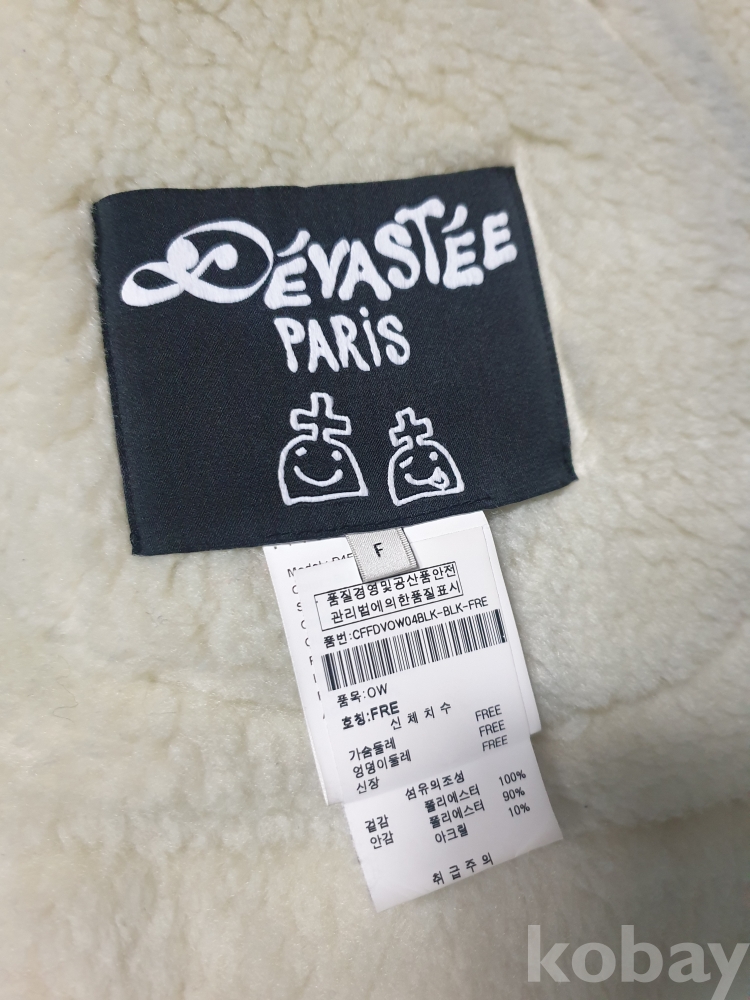 DÉVASTÉE
PARiS
F
Model:
품질경영및공산품안전
관리법에의한품질표시
품번:CFFDVOW04BLK-BLK-FRE
품목:OW
호칭:FRE
신체치수
가슴둘레 FREE
엉덩이둘레 FREE
신장 FREE
섬유의조성
겉감 폴리에스터 100%
안감 폴리에스터 90%
아크릴 10%
취급주의
kobay